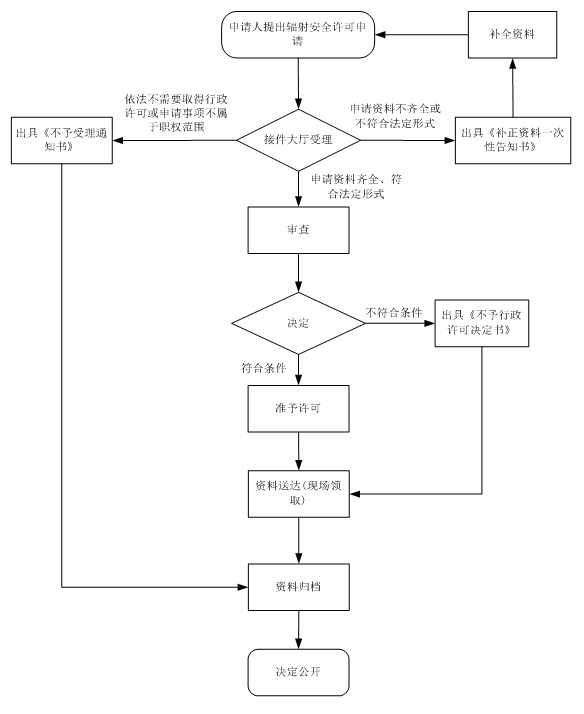 申请人提出辐射安全许可申
请
补全资料
依法不需要取得行政
许可或申请事项不属
于职权范围
申请资料不齐全或
不符合法定形式
出具《不予受理通
知书》
接件大厅受理
出具《补正资料一次
性告知书》
申请资料齐全、符
合法定形式
审查
决定
不符合条件
出具《不予行政
许可决定书》
符合条件
准予许可
资料送达(现场领
取)
资料归档
决定公开